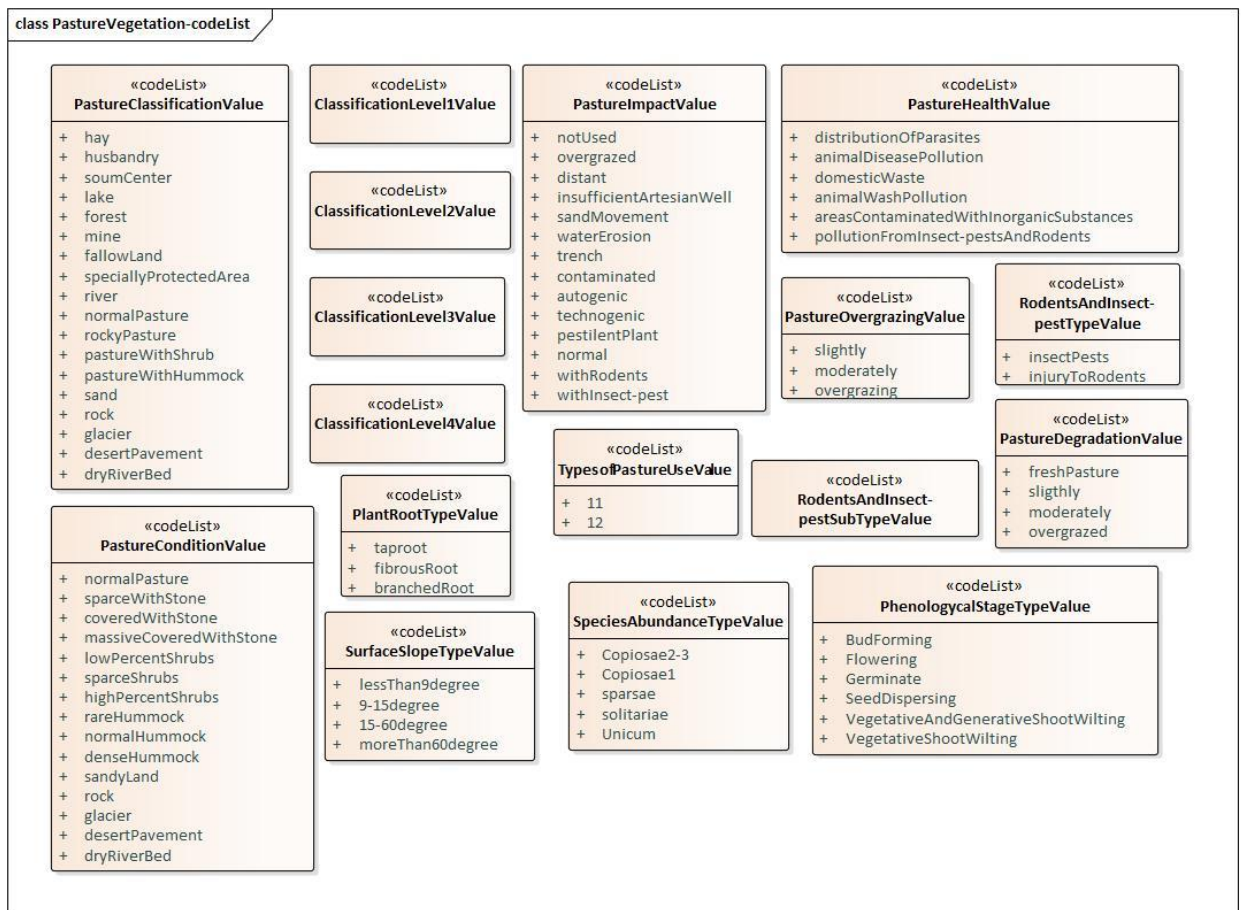 class PastureVegetation-codeList
«codeList»
PastureClassificationValue
+ hay
+ husbandry
+ soumCenter
+ lake
+ forest
+ mine
+ fallowLand
+ speciallyProtectedArea
+ river
+ normalPasture
+ rockyPasture
+ pastureWithShrub
+ pastureWithHummock
+ sand
+ rock
+ glacier
+ desertPavement
+ dryRiverBed
«codeList»
ClassificationLevel1Value
«codeList»
ClassificationLevel2Value
«codeList»
ClassificationLevel3Value
«codeList»
ClassificationLevel4Value
«codeList»
PastureImpactValue
+ notUsed
+ overgrazed
+ distant
+ insufficientArtesianWell
+ sandMovement
+ waterErosion
+ trench
+ contaminated
+ autogenic
+ technogenic
+ pestilentPlant
+ normal
+ withRodents
+ withInsect-pest
«codeList»
PastureHealthValue
+ distributionOfParasites
+ animalDiseasePollution
+ domesticWaste
+ animalWashPollution
+ areasContaminatedWithInorganicSubstances
+ pollutionFromInsect-pestsAndRodents
«codeList»
PastureOvergrazingValue
+ slightly
+ moderately
+ overgrazing
«codeList»
RodentsAndInsect-
pestTypeValue
+ insectPests
+ injuryToRodents
«codeList»
PastureDegradationValue
+ freshPasture
+ sligthly
+ moderately
+ overgrazed
«codeList»
TypesofPastureUseValue
+ 11
+ 12
«codeList»
RodentsAndInsect-
pestSubTypeValue
«codeList»
PlantRootTypeValue
+ taproot
+ fibrousRoot
+ branchedRoot
«codeList»
PastureConditionValue
+ normalPasture
+ sparceWithStone
+ coveredWithStone
+ massiveCoveredWithStone
+ lowPercentShrubs
+ sparceShrubs
+ highPercentShrubs
+ rareHummock
+ normalHummock
+ denseHummock
+ sandyLand
+ rock
+ glacier
+ desertPavement
+ dryRiverBed
«codeList»
SurfaceSlopeTypeValue
+ lessThan9degree
+ 9-15degree
+ 15-60degree
+ moreThan60degree
«codeList»
SpeciesAbundanceTypeValue
+ Copiosae2-3
+ Copiosae1
+ sparsae
+ solitariae
+ Unicum
«codeList»
PhenologycalStageTypeValue
+ BudForming
+ Flowering
+ Germinate
+ SeedDispersing
+ VegetativeAndGenerativeShootWilting
+ VegetativeShootWilting